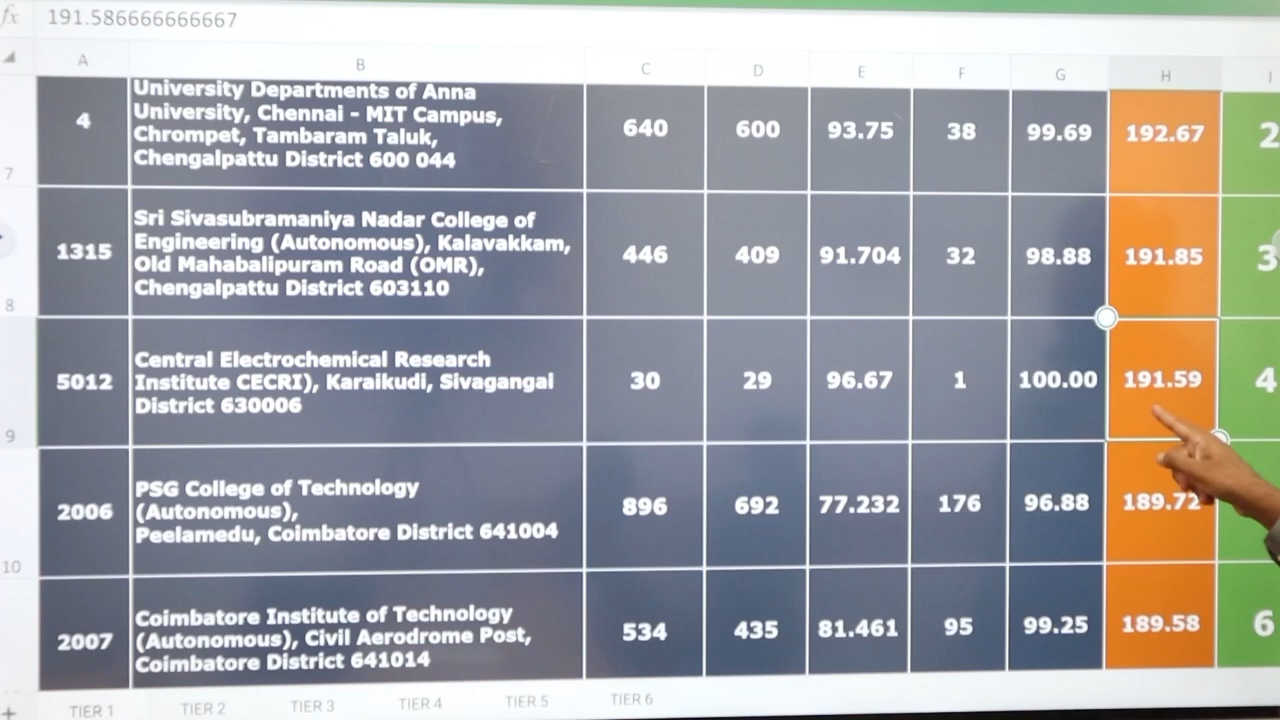 fx 191.586666666667
A B C D E F G H I
7 4 University Departments of Anna
University, Chennai - MIT Campus,
Chrompet, Tambaram Taluk,
Chengalpattu District 600 044 640 600 93.75 38 99.69 192.67 2
8 1315 Sri Sivasubramaniya Nadar College of
Engineering (Autonomous), Kalavakkam,
Old Mahabalipuram Road (OMR),
Chengalpattu District 603110 446 409 91.704 32 98.88 191.85 3
9 5012 Central Electrochemical Research
Institute CECRI), Karaikudi, Sivagangai
District 630006 30 29 96.67 1 100.00 191.59 4
10 2006 PSG College of Technology
(Autonomous),
Peelamedu, Coimbatore District 641004 896 692 77.232 176 96.88 189.72
2007 Coimbatore Institute of Technology
(Autonomous), Civil Aerodrome Post,
Coimbatore District 641014 534 435 81.461 95 99.25 189.58 6
+ TIER 1 TIER 2 TIER 3 TIER 4 TIER 5 TIER 6